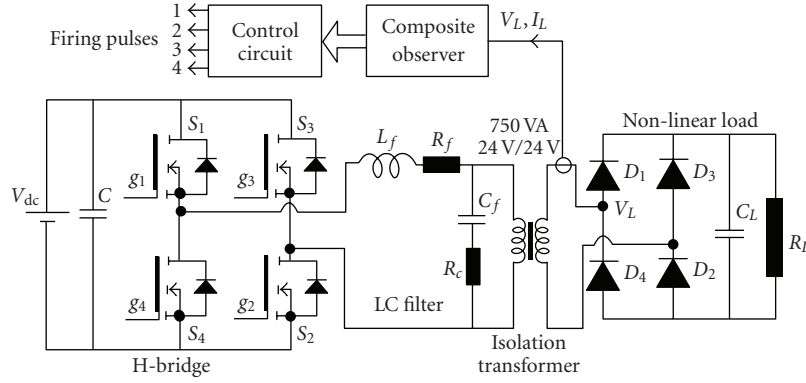 1
2
3
4
Firing pulses
Control
circuit
Composite
observer
V_L, I_L
750 VA
24 V/24 V
Non-linear load
S_1
S_3
L_f
R_f
D_1
D_3
g_1
g_3
V_dc
C
C_f
V_L
C_L
R_L
R_c
D_4
D_2
g_4
g_2
LC filter
S_4
S_2
H-bridge
Isolation
transformer